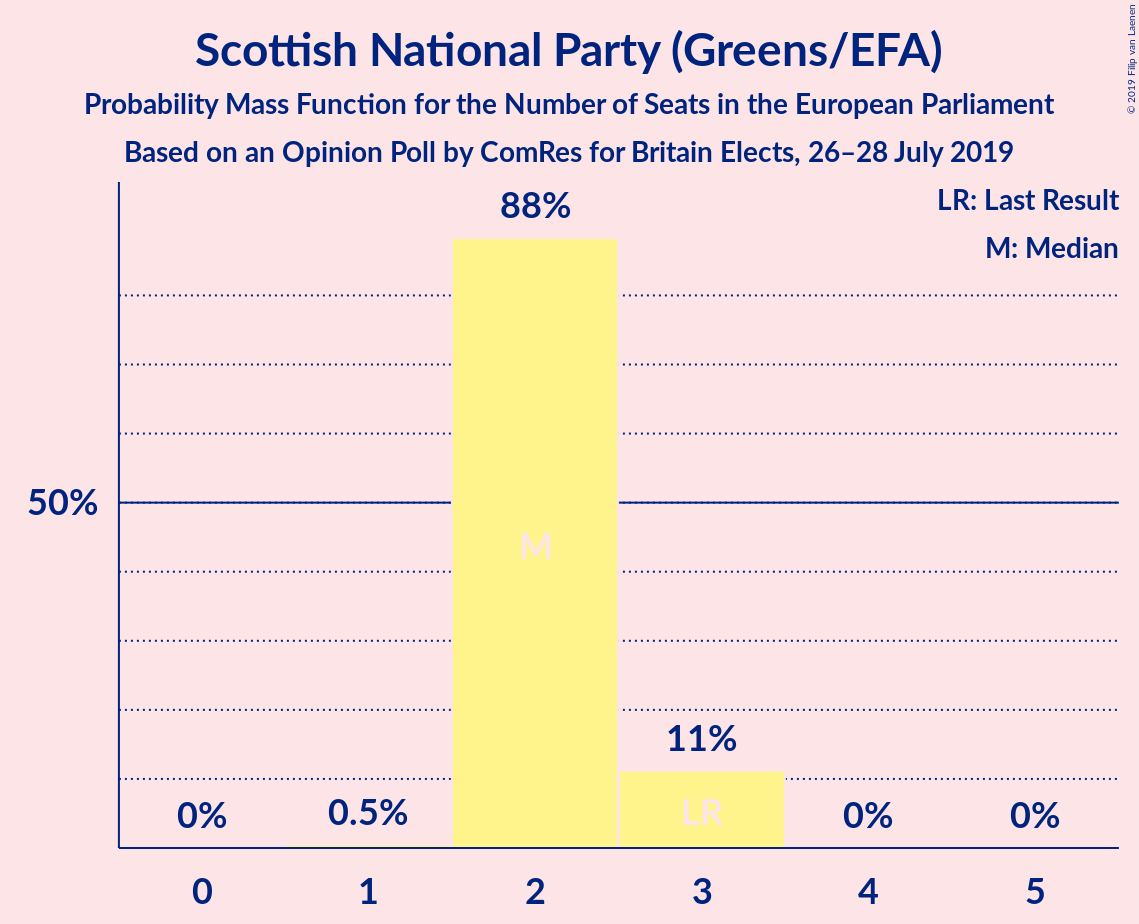 Scottish National Party (Greens/EFA)
Probability Mass Function for the Number of Seats in the European Parliament
Based on an Opinion Poll by ComRes for Britain Elects, 26–28 July 2019
© 2019 Filip van Laenen
LR: Last Result
M: Median
88%
50%
M
11%
LR
0%
0.5%
0%
0%
0 1 2 3 4 5